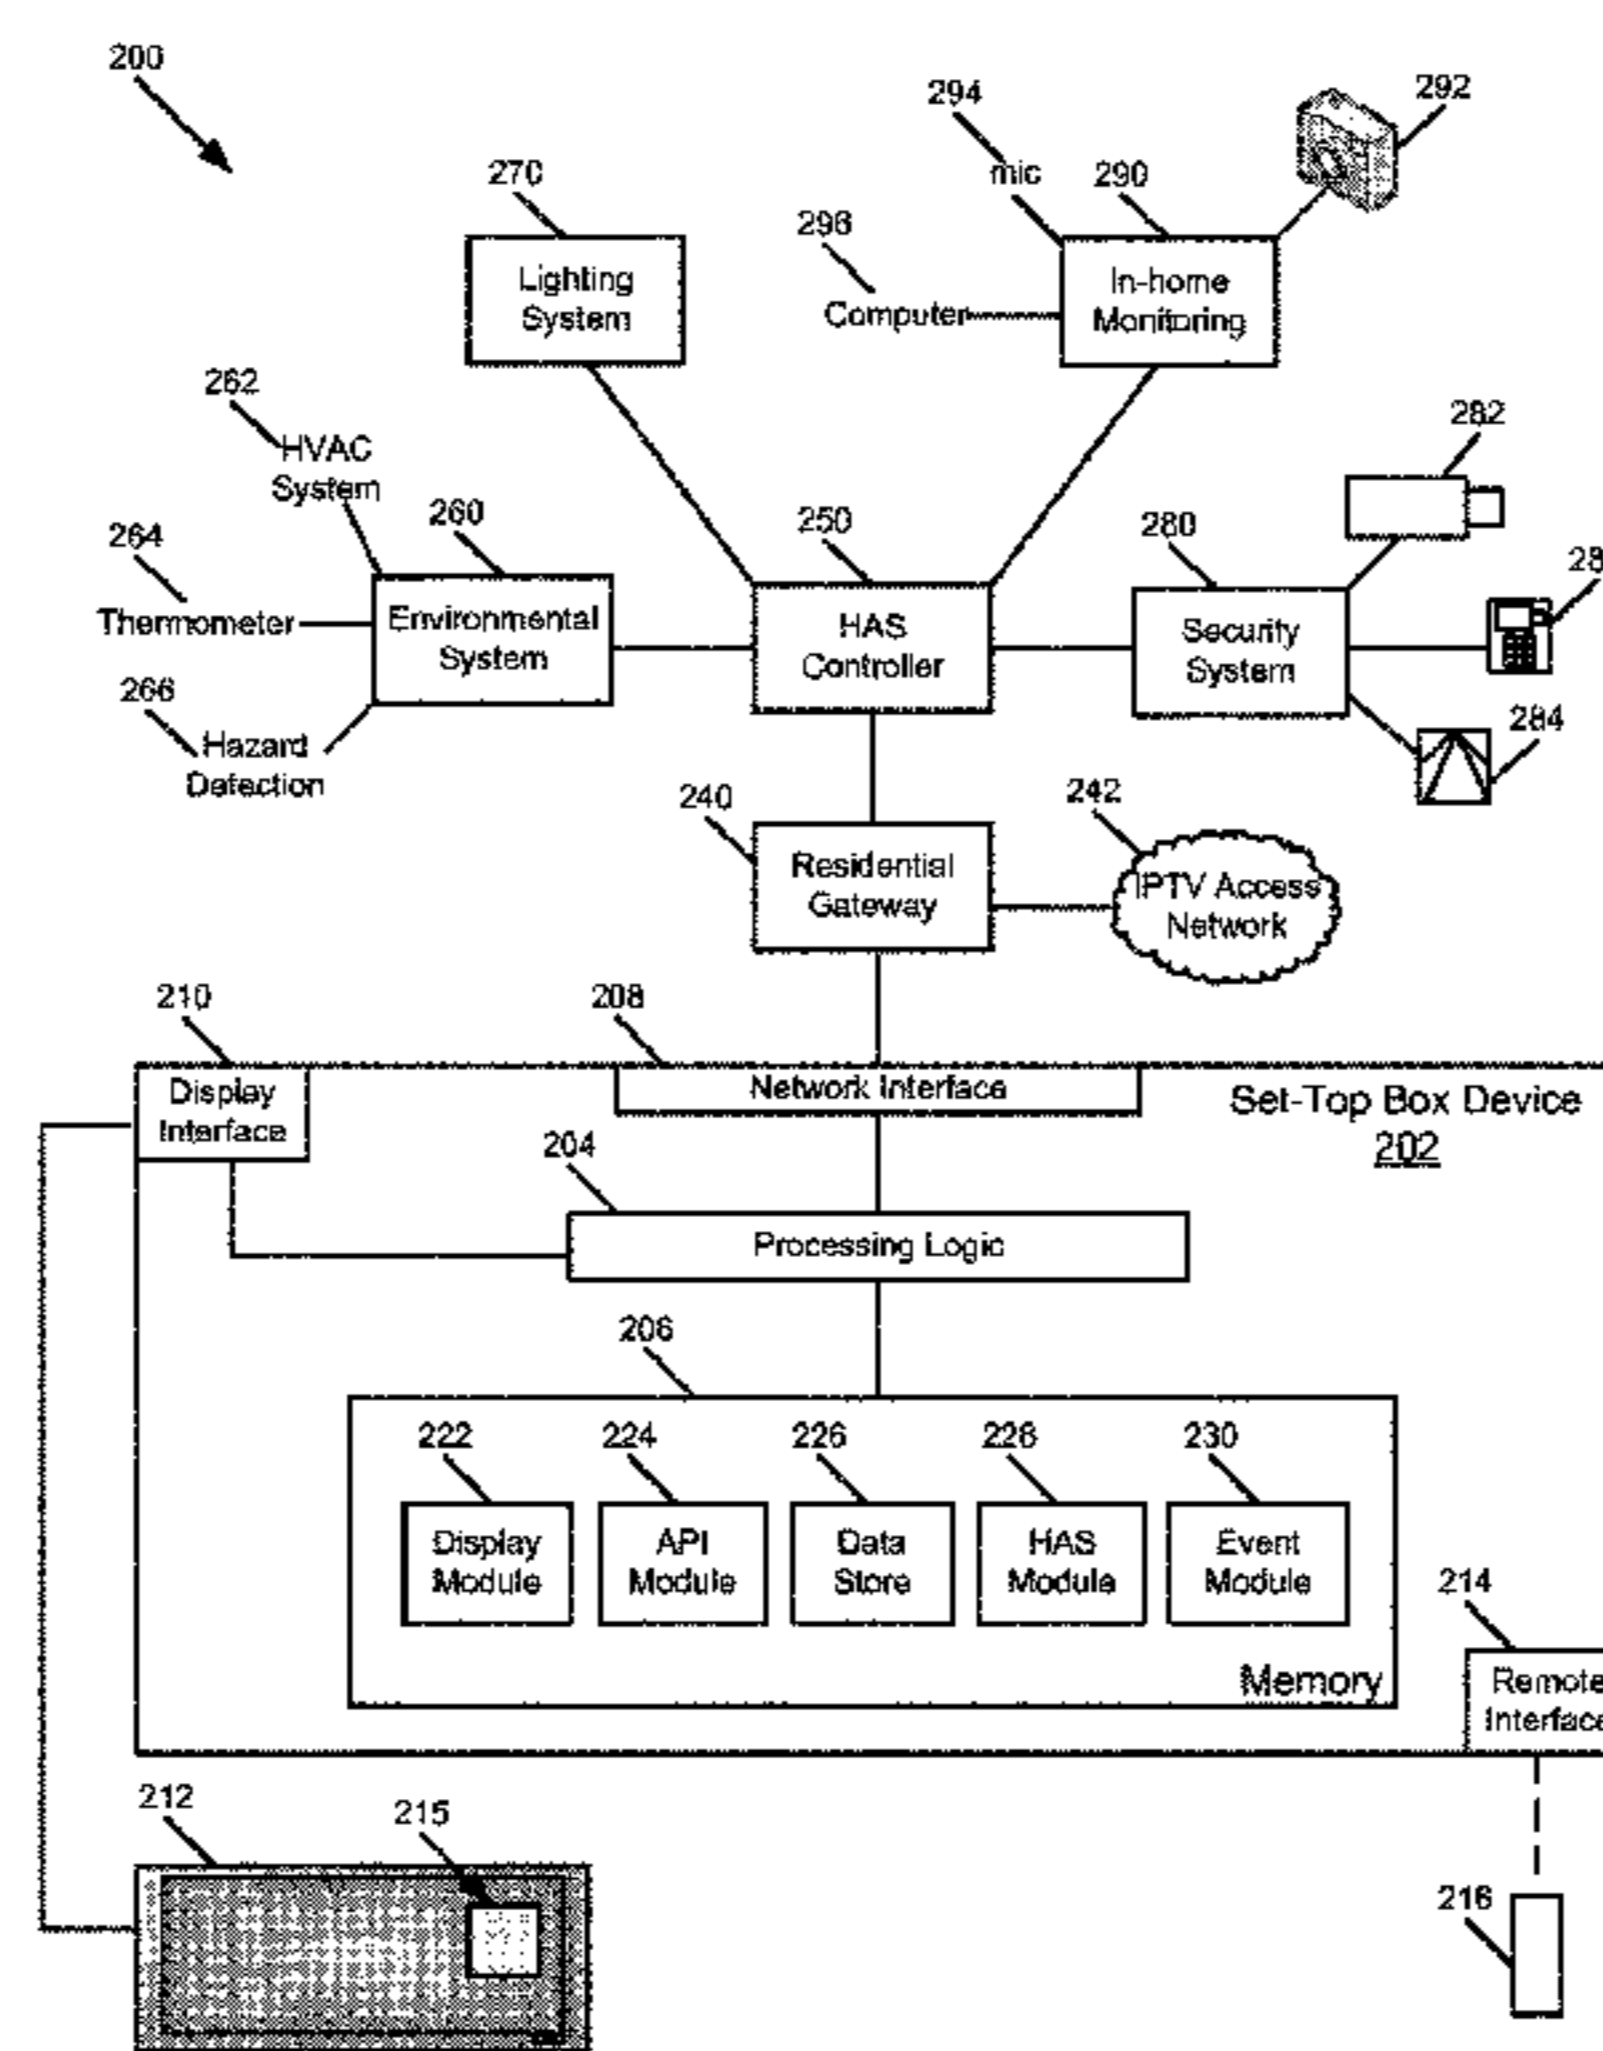 200
294
292
270
mic
290
296
Lighting
System
In-home
Monitoring
Computer
262
282
HVAC
System
264
260
250
280
28
Thermometer
Environmental
System
HAS
Controller
Security
System
266
284
Hazard
Detection
240
242
Residential
Gateway
IPTV Access
Network
210
208
Display
Interface
Network Interface
Set-Top Box Device
202
204
Processing Logic
206
222
224
226
228
230
Display
Module
API
Module
Data
Store
HAS
Module
Event
Module
214
Memory
Remote
Interface
212
215
216